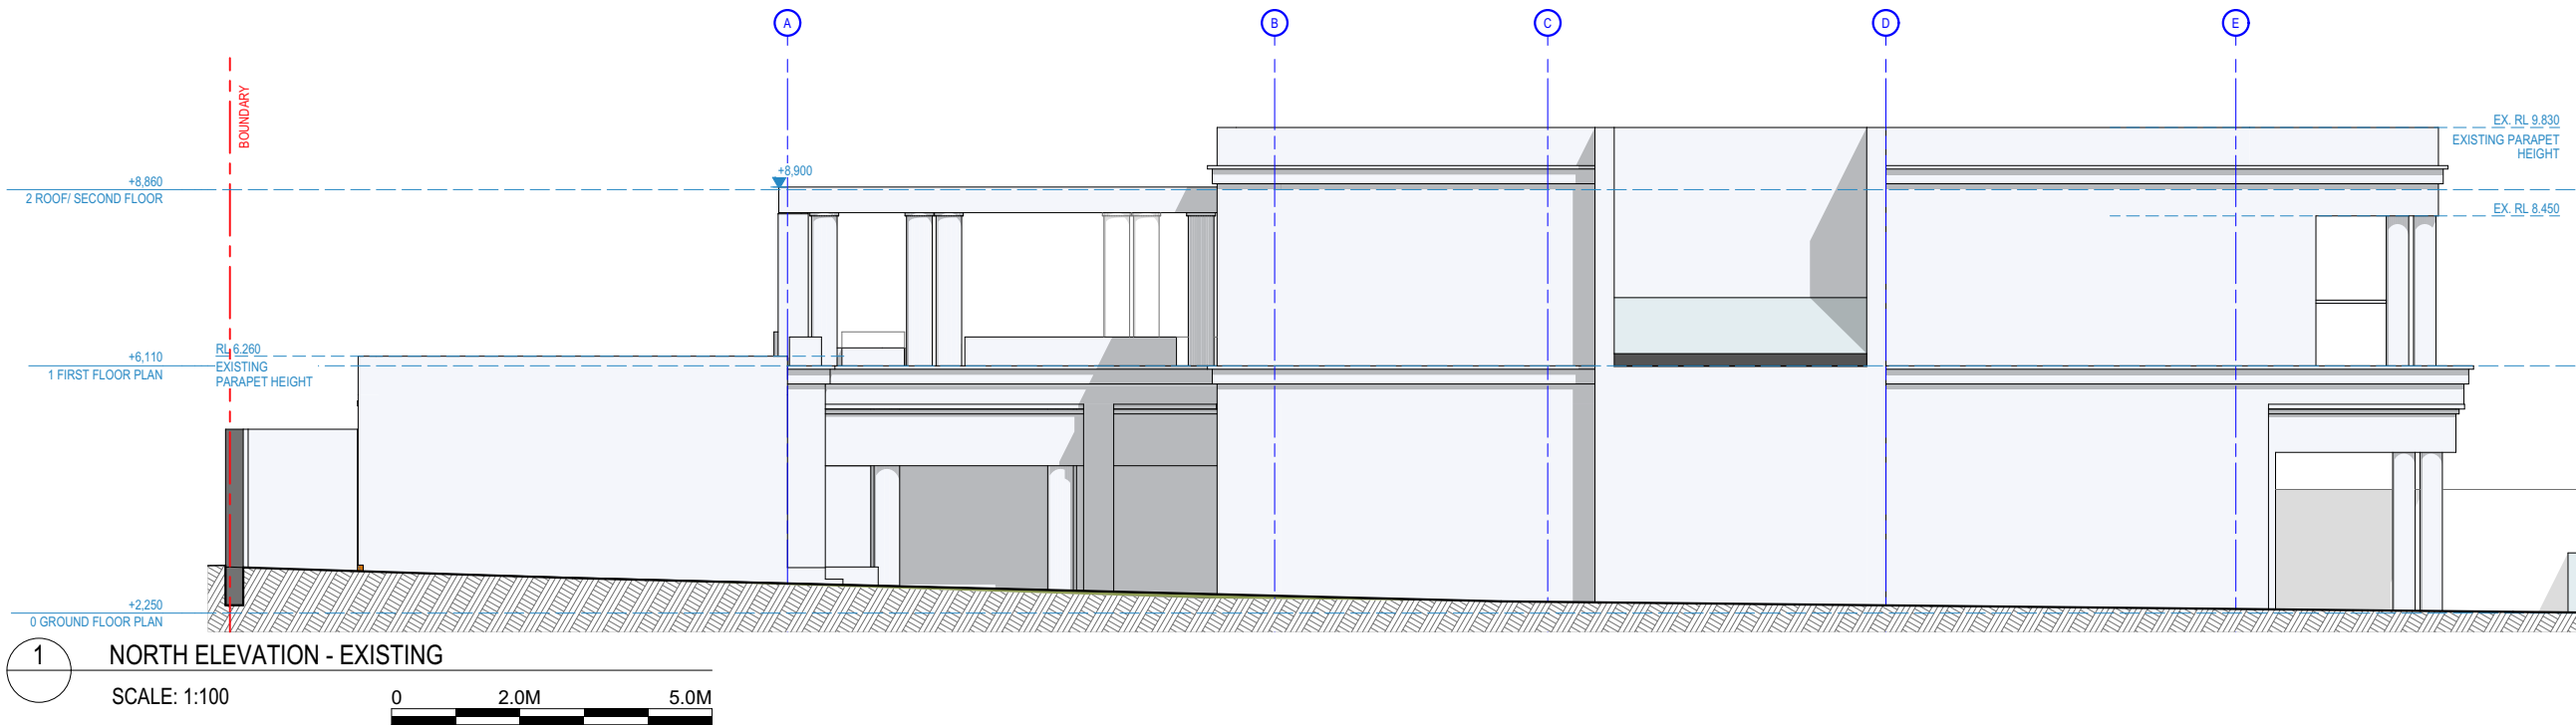 A
B
C
D
E
BOUNDARY
EX. RL 9.830
EXISTING PARAPET
HEIGHT
+8,900
+8,860
2 ROOF/ SECOND FLOOR
EX. RL 8.450
RL 6.260
EXISTING
PARAPET HEIGHT
+6,110
1 FIRST FLOOR PLAN
+2,250
0 GROUND FLOOR PLAN
1
NORTH ELEVATION - EXISTING
SCALE: 1:100
0 2.0M 5.0M